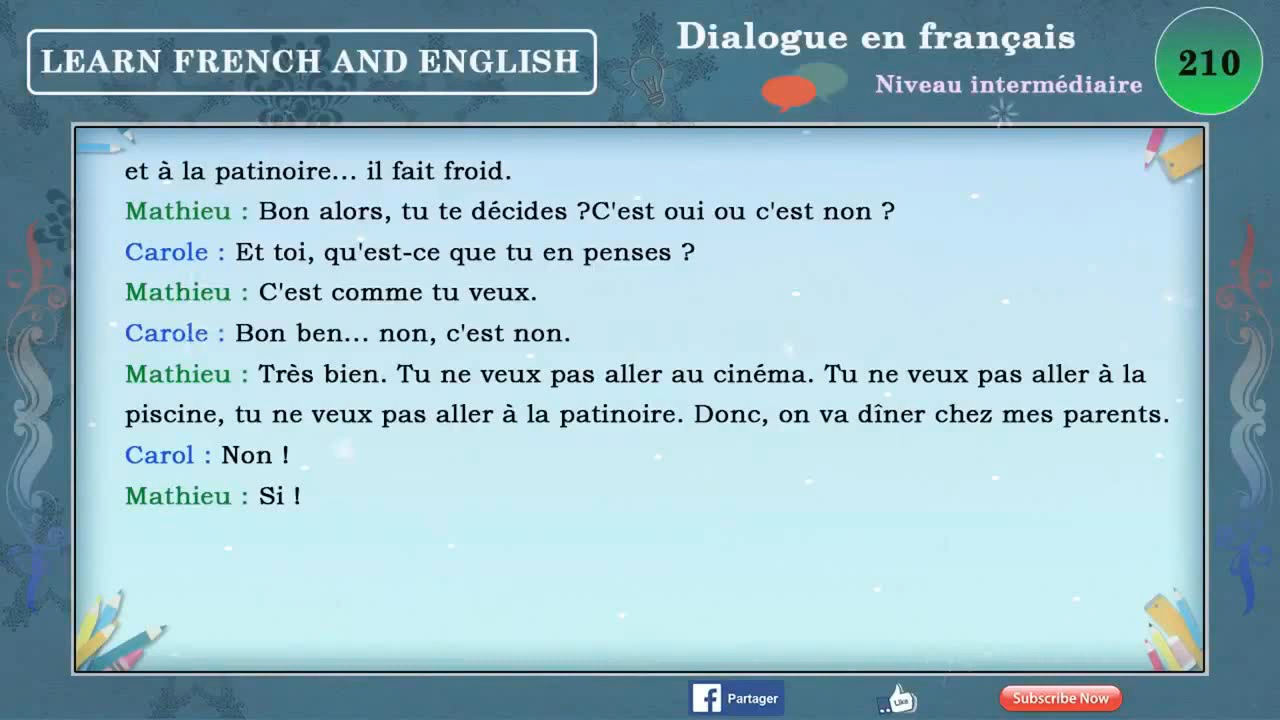 LEARN FRENCH AND ENGLISH
Dialogue en français
Niveau intermédiaire
210
et à la patinoire... il fait froid.
Mathieu : Bon alors, tu te décides ?C'est oui ou c'est non ?
Carole : Et toi, qu'est-ce que tu en penses ?
Mathieu : C'est comme tu veux.
Carole : Bon ben... non, c'est non.
Mathieu : Très bien. Tu ne veux pas aller au cinéma. Tu ne veux pas aller à la
piscine, tu ne veux pas aller à la patinoire. Donc, on va dîner chez mes parents.
Carol : Non !
Mathieu : Si !
f Partager
Like
Subscribe Now